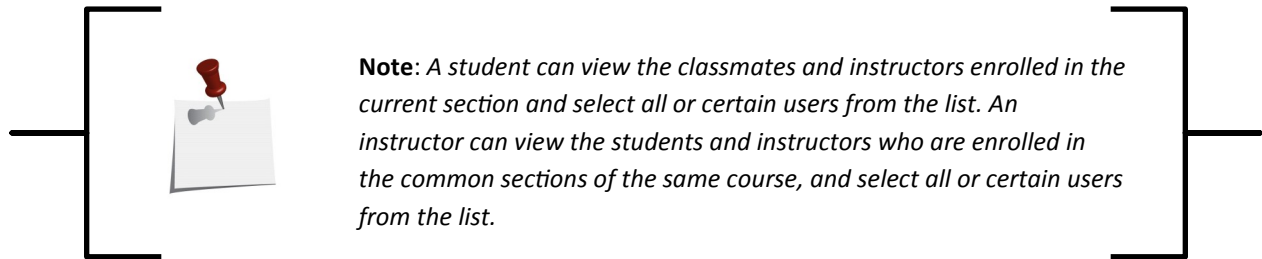 Note: A student can view the classmates and instructors enrolled in the
current section and select all or certain users from the list. An
instructor can view the students and instructors who are enrolled in
the common sections of the same course, and select all or certain users
from the list.